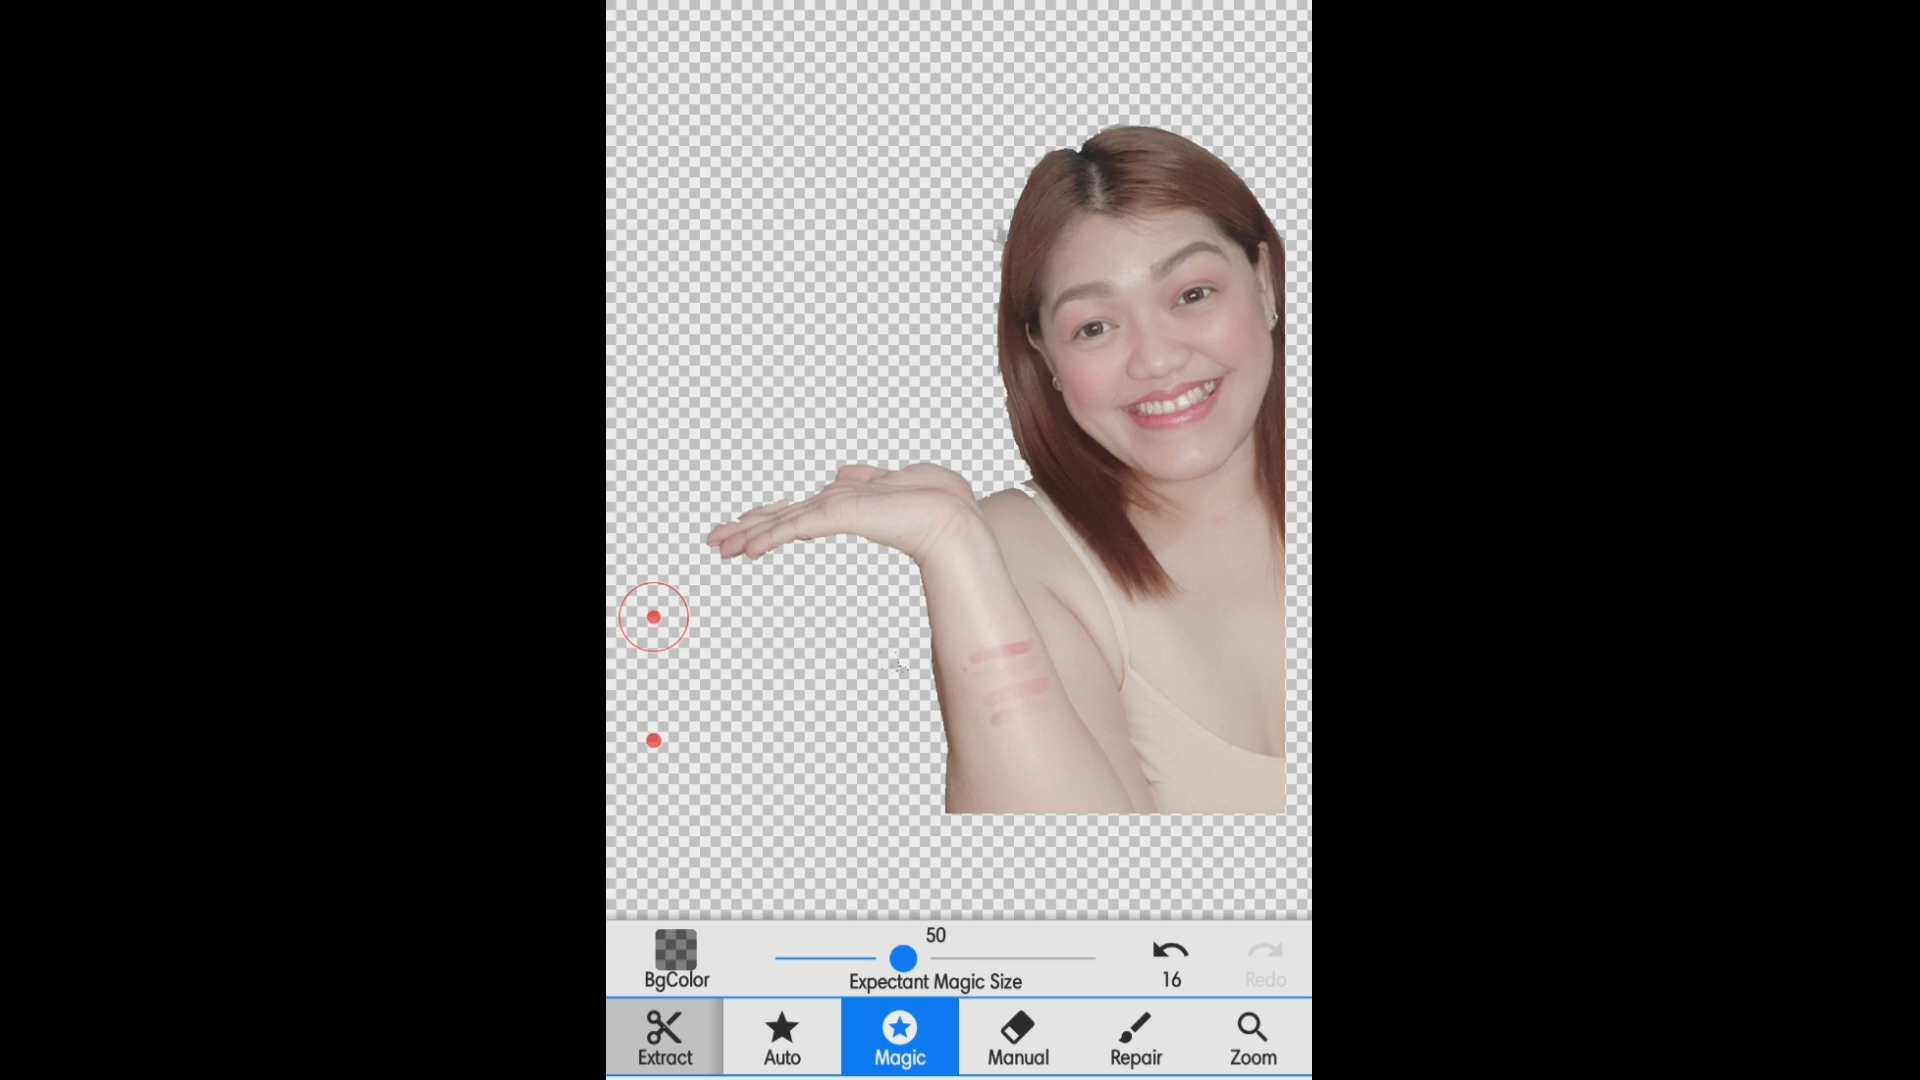 50
BgColor
Expectant Magic Size
16
Redo
Extract
Auto
Magic
Manual
Repair
Zoom